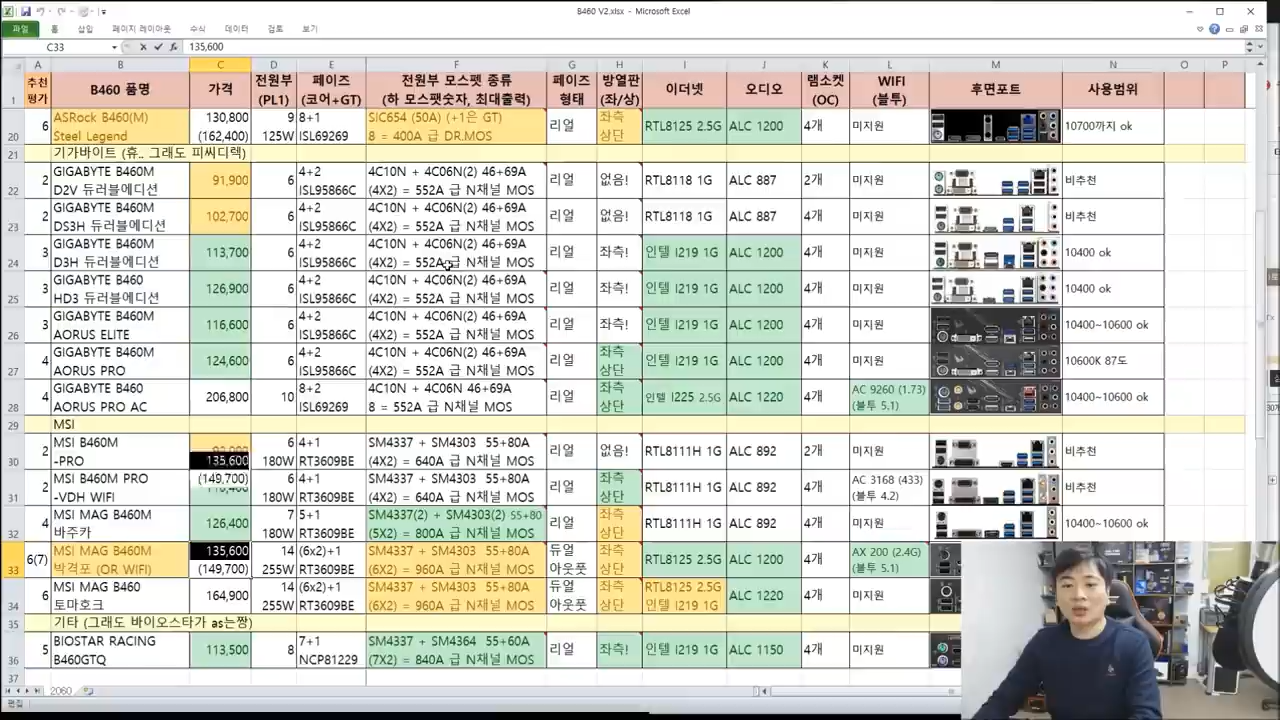 B460 V2.xlsx - Microsoft Excel
파일 홈 삽입 페이지 레이아웃 수식 데이터 검토 보기
C33 135,600
A B C D E F G H I J K L M N O P
1 추천 평가 B460 품명 가격 전원부 (PL1) 페이즈 (코어+GT) 전원부 모스펫 종류 (하 모스펫숫자, 최대출력) 페이즈 형태 방열판 (좌/상) 이더넷 오디오 램소켓 (OC) WIFI (블투) 후면포트 사용범위
20 6 ASRock B460(M) Steel Legend 130,800 (162,400) 9 125W 8+1 ISL69269 SIC654 (50A) (+1은 GT) 8 = 400A 급 DR.MOS 리얼 좌측 상단 RTL8125 2.5G ALC 1200 4개 미지원 10700까지 ok
21 기가바이트 (휴.. 그래도 피씨디렉)
22 2 GIGABYTE B460M D2V 듀러블에디션 91,900 6 4+2 ISL95866C 4C10N + 4C06N(2) 46+69A (4X2) = 552A 급 N채널 MOS 리얼 없음! RTL8118 1G ALC 887 2개 미지원 비추천
23 2 GIGABYTE B460M DS3H 듀러블에디션 102,700 6 4+2 ISL95866C 4C10N + 4C06N(2) 46+69A (4X2) = 552A 급 N채널 MOS 리얼 없음! RTL8118 1G ALC 887 4개 미지원 비추천
24 3 GIGABYTE B460M D3H 듀러블에디션 113,700 6 4+2 ISL95866C 4C10N + 4C06N(2) 46+69A (4X2) = 552A 급 N채널 MOS 리얼 좌측! 인텔 I219 1G ALC 1200 4개 미지원 10400 ok
25 3 GIGABYTE B460 HD3 듀러블에디션 126,900 6 4+2 ISL95866C 4C10N + 4C06N(2) 46+69A (4X2) = 552A 급 N채널 MOS 리얼 좌측! 인텔 I219 1G ALC 1200 4개 미지원 10400 ok
26 3 GIGABYTE B460M AORUS ELITE 116,600 6 4+2 ISL95866C 4C10N + 4C06N(2) 46+69A (4X2) = 552A 급 N채널 MOS 리얼 좌측! 인텔 I219 1G ALC 1200 4개 미지원 10400~10600 ok
27 4 GIGABYTE B460M AORUS PRO 124,600 6 4+2 ISL95866C 4C10N + 4C06N(2) 46+69A (4X2) = 552A 급 N채널 MOS 리얼 좌측 상단 인텔 I219 1G ALC 1200 4개 미지원 10600K 87도
28 4 GIGABYTE B460 AORUS PRO AC 206,800 10 8+2 ISL69269 4C10N + 4C06N 46+69A 8 = 552A 급 N채널 MOS 리얼 좌측 상단 인텔 I225 2.5G ALC 1220 4개 AC 9260 (1.73) (블투 5.1) 10400~10600 ok
29 MSI
30 2 MSI B460M -PRO 135,600 6 180W 4+1 RT3609BE SM4337 + SM4303 55+80A (4X2) = 640A 급 N채널 MOS 리얼 없음! RTL8111H 1G ALC 892 2개 미지원 비추천
31 2 MSI B460M PRO -VDH WIFI (149,700) 6 180W 4+1 RT3609BE SM4337 + SM4303 55+80A (4X2) = 640A 급 N채널 MOS 리얼 좌측 상단 RTL8111H 1G ALC 892 4개 AC 3168 (433) (블투 4.2) 비추천
32 4 MSI MAG B460M 바주카 126,400 7 180W 5+1 RT3609BE SM4337(2) + SM4303(2) 55+80 (5X2) = 800A 급 N채널 MOS 리얼 좌측 상단 RTL8111H 1G ALC 892 4개 미지원 10400~10600 ok
33 6(7) MSI MAG B460M 박격포 (OR WIFI) 135,600 (149,700) 14 255W (6x2)+1 RT3609BE SM4337 + SM4303 55+80A (6X2) = 960A 급 N채널 MOS 듀얼 아웃풋 좌측 상단 RTL8125 2.5G ALC 1200 4개 AX 200 (2.4G) (블투 5.1)
34 6 MSI MAG B460 토마호크 164,900 14 255W (6x2)+1 RT3609BE SM4337 + SM4303 55+80A (6X2) = 960A 급 N채널 MOS 듀얼 아웃풋 좌측 상단 RTL8125 2.5G 인텔 I219 1G ALC 1220 4개 미지원
35 기타 (그래도 바이오스타가 as는짱)
36 5 BIOSTAR RACING B460GTQ 113,500 8 7+1 NCP81229 SM4337 + SM4364 55+60A (7X2) = 840A 급 N채널 MOS 리얼 좌측! 인텔 I219 1G ALC 1150 4개 미지원
37
2060
편집